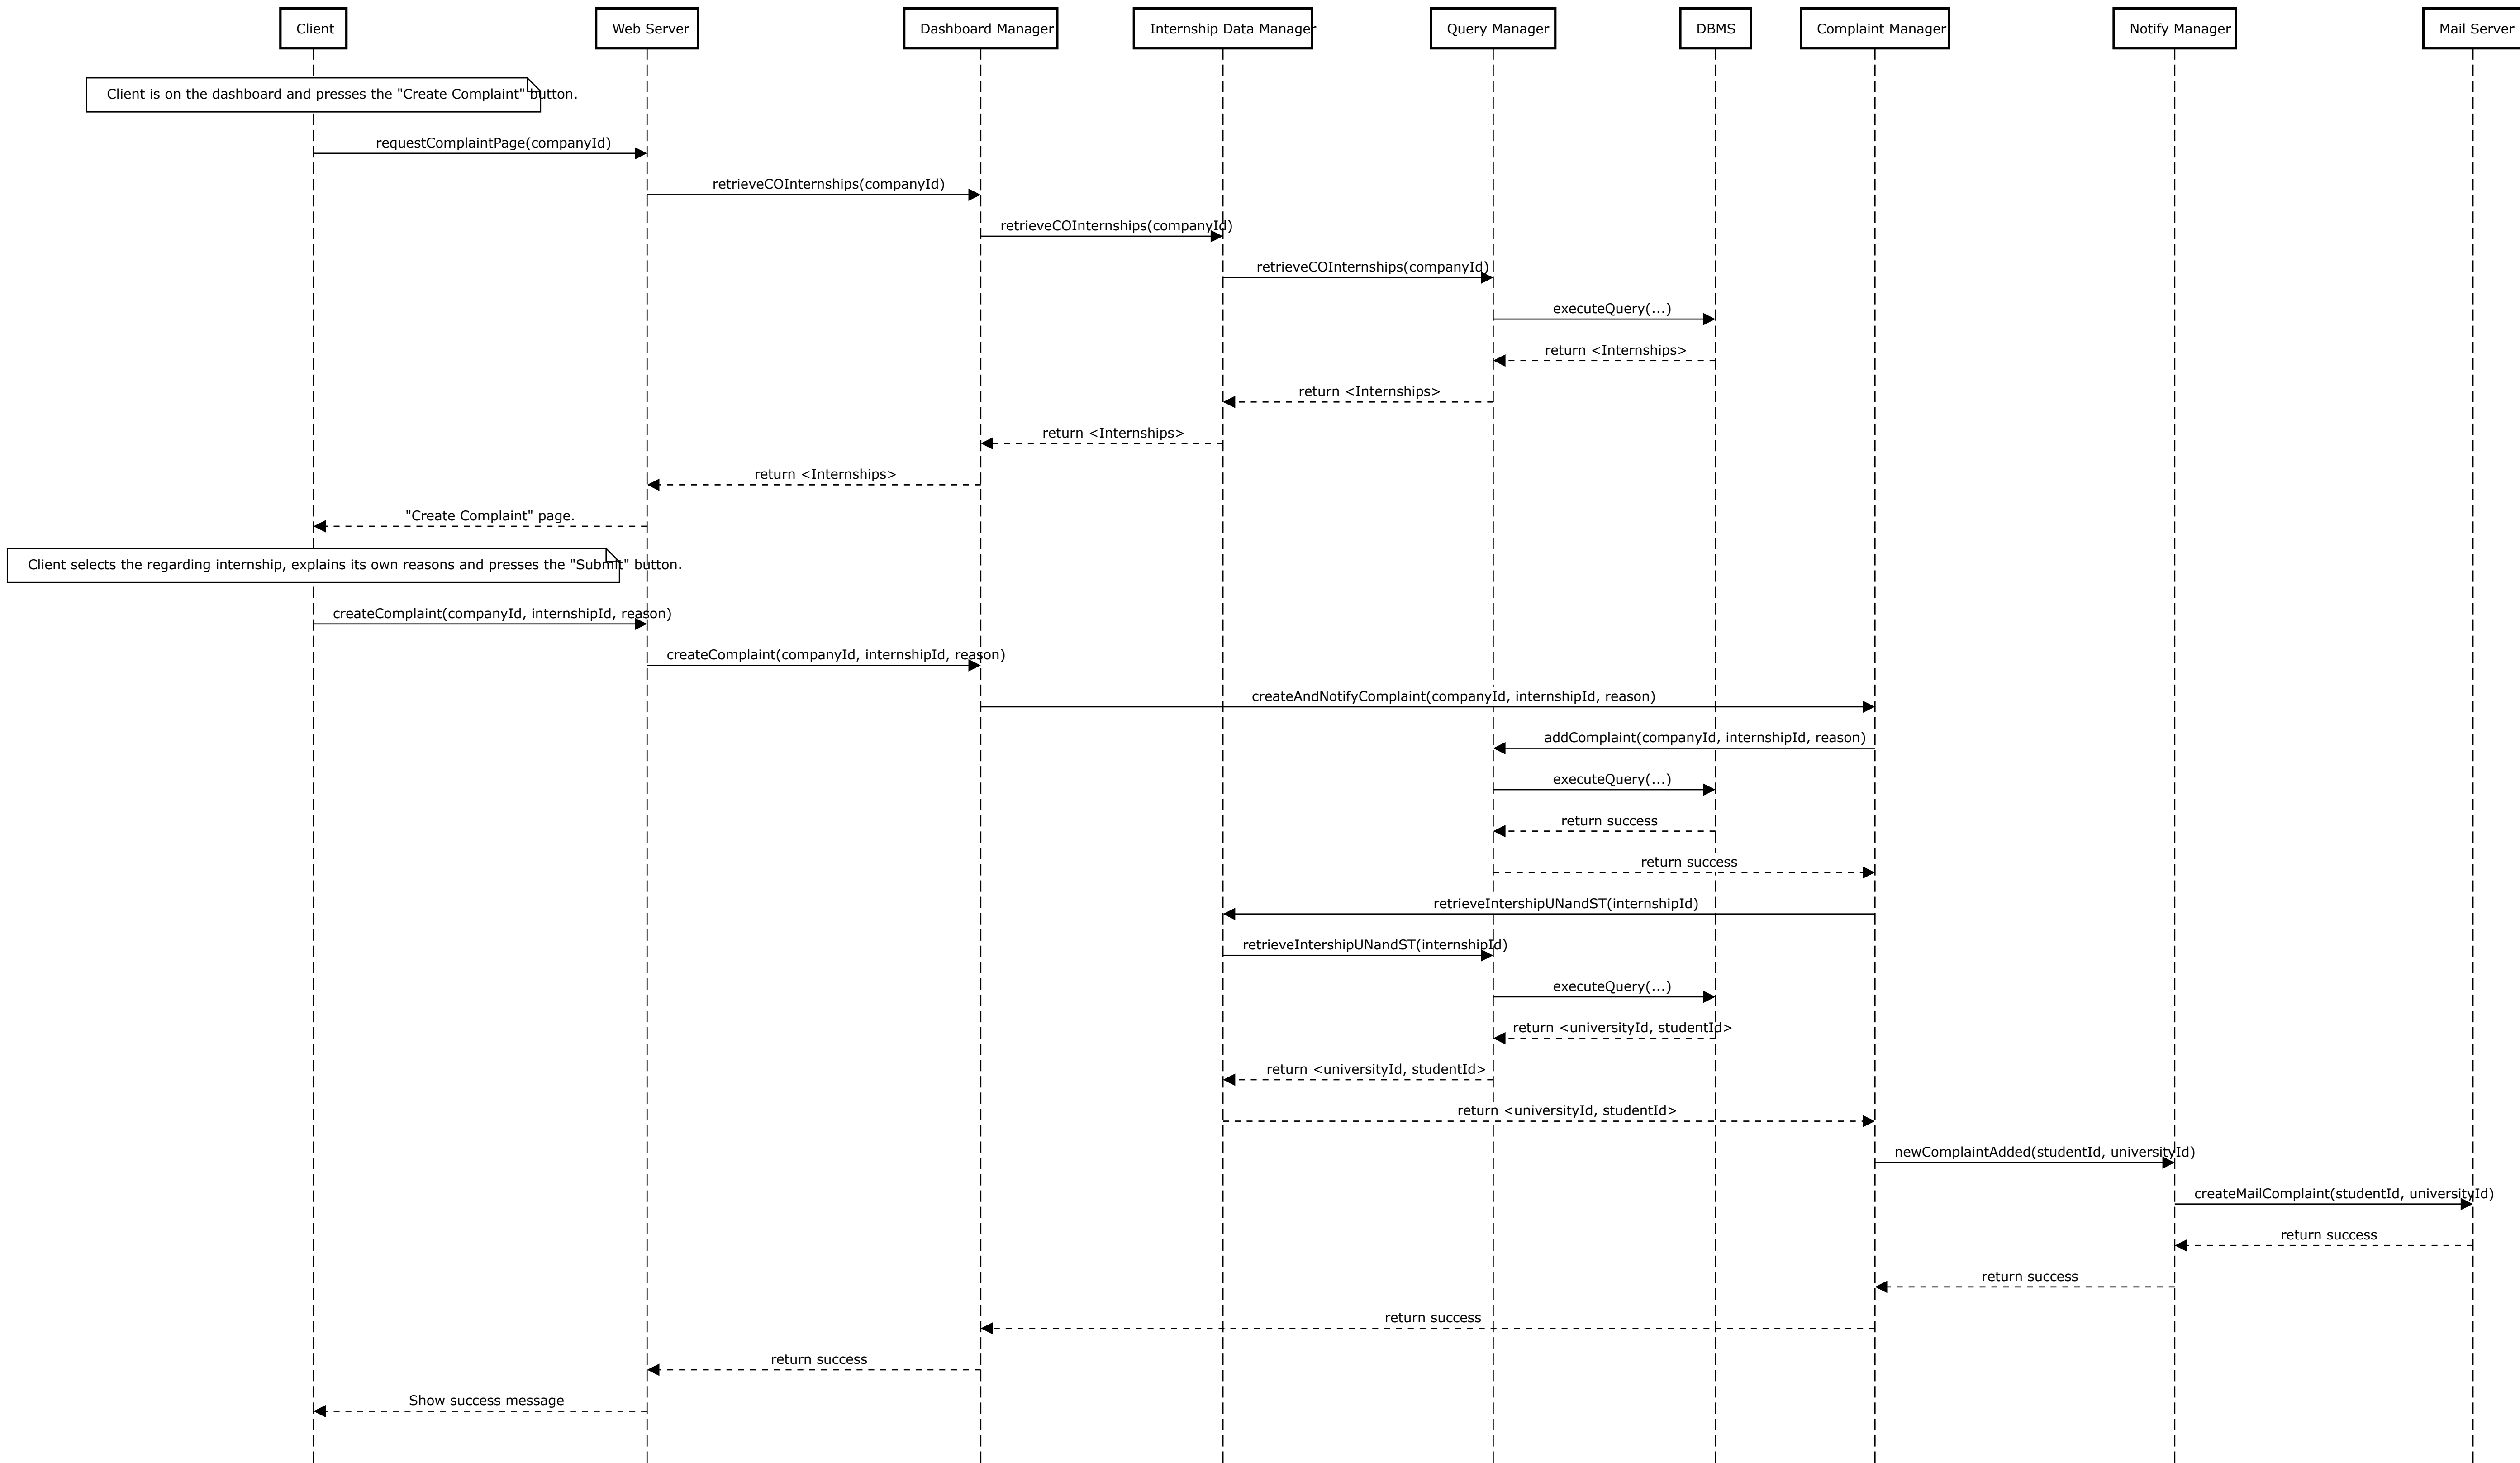 Client
Web Server
Dashboard Manager
Internship Data Manager
Query Manager
DBMS
Complaint Manager
Notify Manager
Mail Server
Client is on the dashboard and presses the "Create Complaint" button.
requestComplaintPage(companyId)
retrieveCOInternships(companyId)
retrieveCOInternships(companyId)
retrieveCOInternships(companyId)
executeQuery(...)
return <Internships>
return <Internships>
return <Internships>
return <Internships>
"Create Complaint" page.
Client selects the regarding internship, explains its own reasons and presses the "Submit" button.
createComplaint(companyId, internshipId, reason)
createComplaint(companyId, internshipId, reason)
createAndNotifyComplaint(companyId, internshipId, reason)
addComplaint(companyId, internshipId, reason)
executeQuery(...)
return success
return success
retrieveIntershipUNandST(internshipId)
retrieveIntershipUNandST(internshipId)
executeQuery(...)
return <universityId, studentId>
return <universityId, studentId>
return <universityId, studentId>
newComplaintAdded(studentId, universityId)
createMailComplaint(studentId, universityId)
return success
return success
return success
return success
Show success message